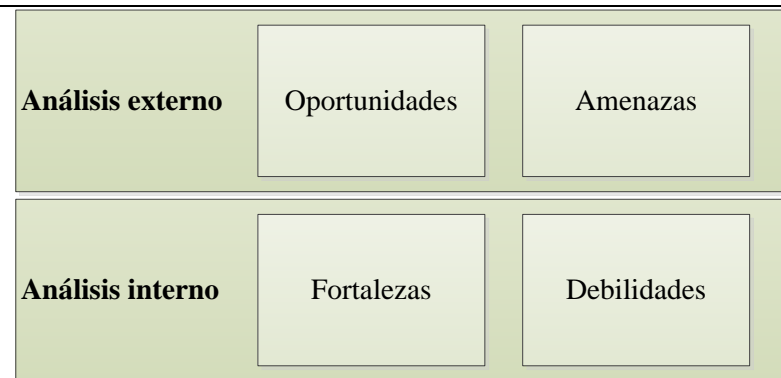 Análisis externo
Oportunidades
Amenazas
Análisis interno
Fortalezas
Debilidades